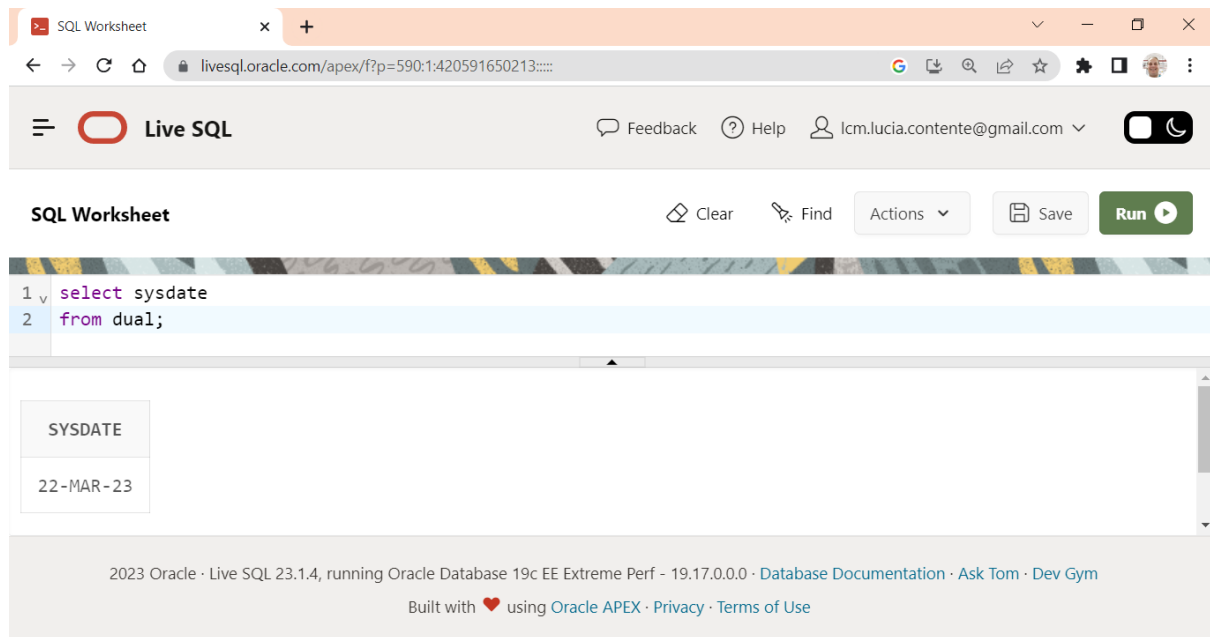 SQL Worksheet
livesql.oracle.com/apex/f?p=590:1:420591650213:::::
Live SQL Feedback Help lcm.lucia.contente@gmail.com
SQL Worksheet Clear Find Actions Save Run
1 select sysdate
2 from dual;
SYSDATE
22-MAR-23
2023 Oracle · Live SQL 23.1.4, running Oracle Database 19c EE Extreme Perf - 19.17.0.0.0 · Database Documentation · Ask Tom · Dev Gym
Built with ❤ using Oracle APEX · Privacy · Terms of Use